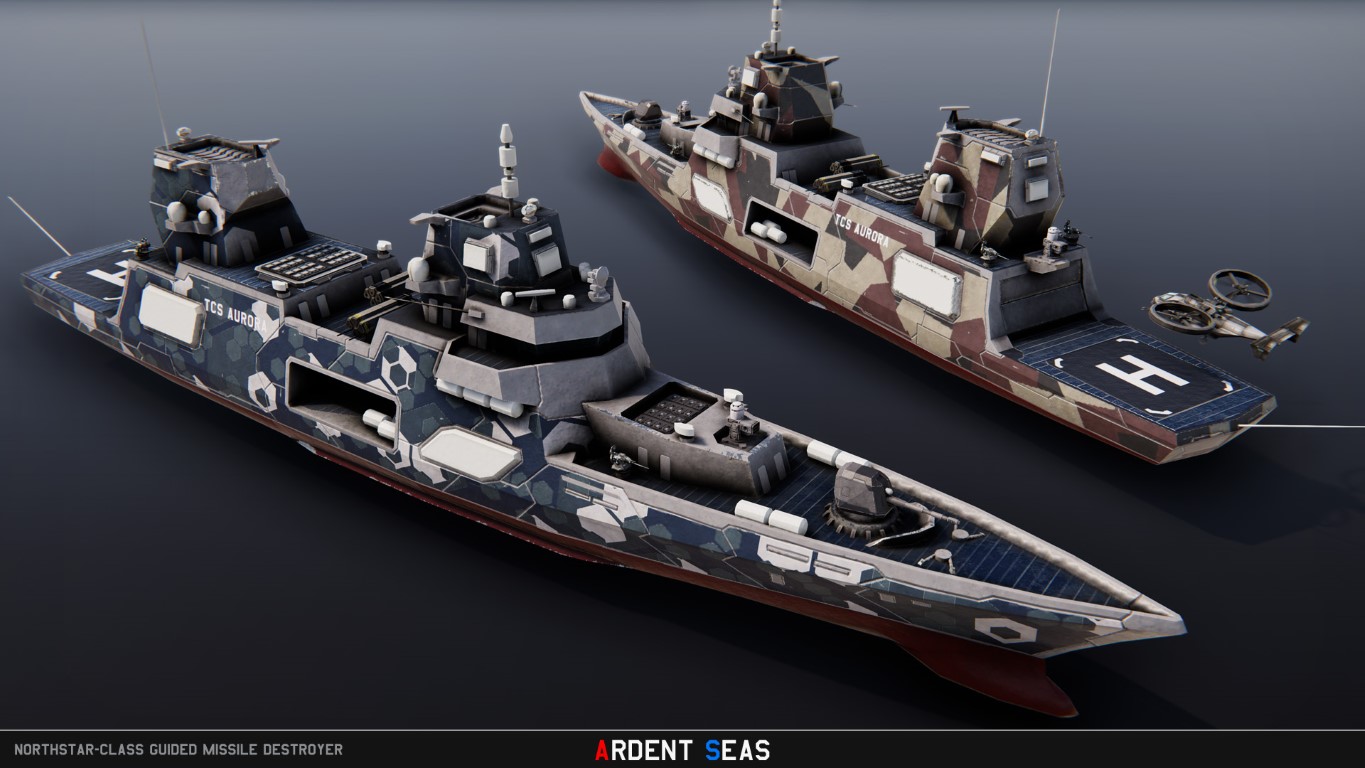 H
TCS AURORA
TCS AURORA
H
NORTHSTAR-CLASS GUIDED MISSILE DESTROYER
ARDENT SEAS